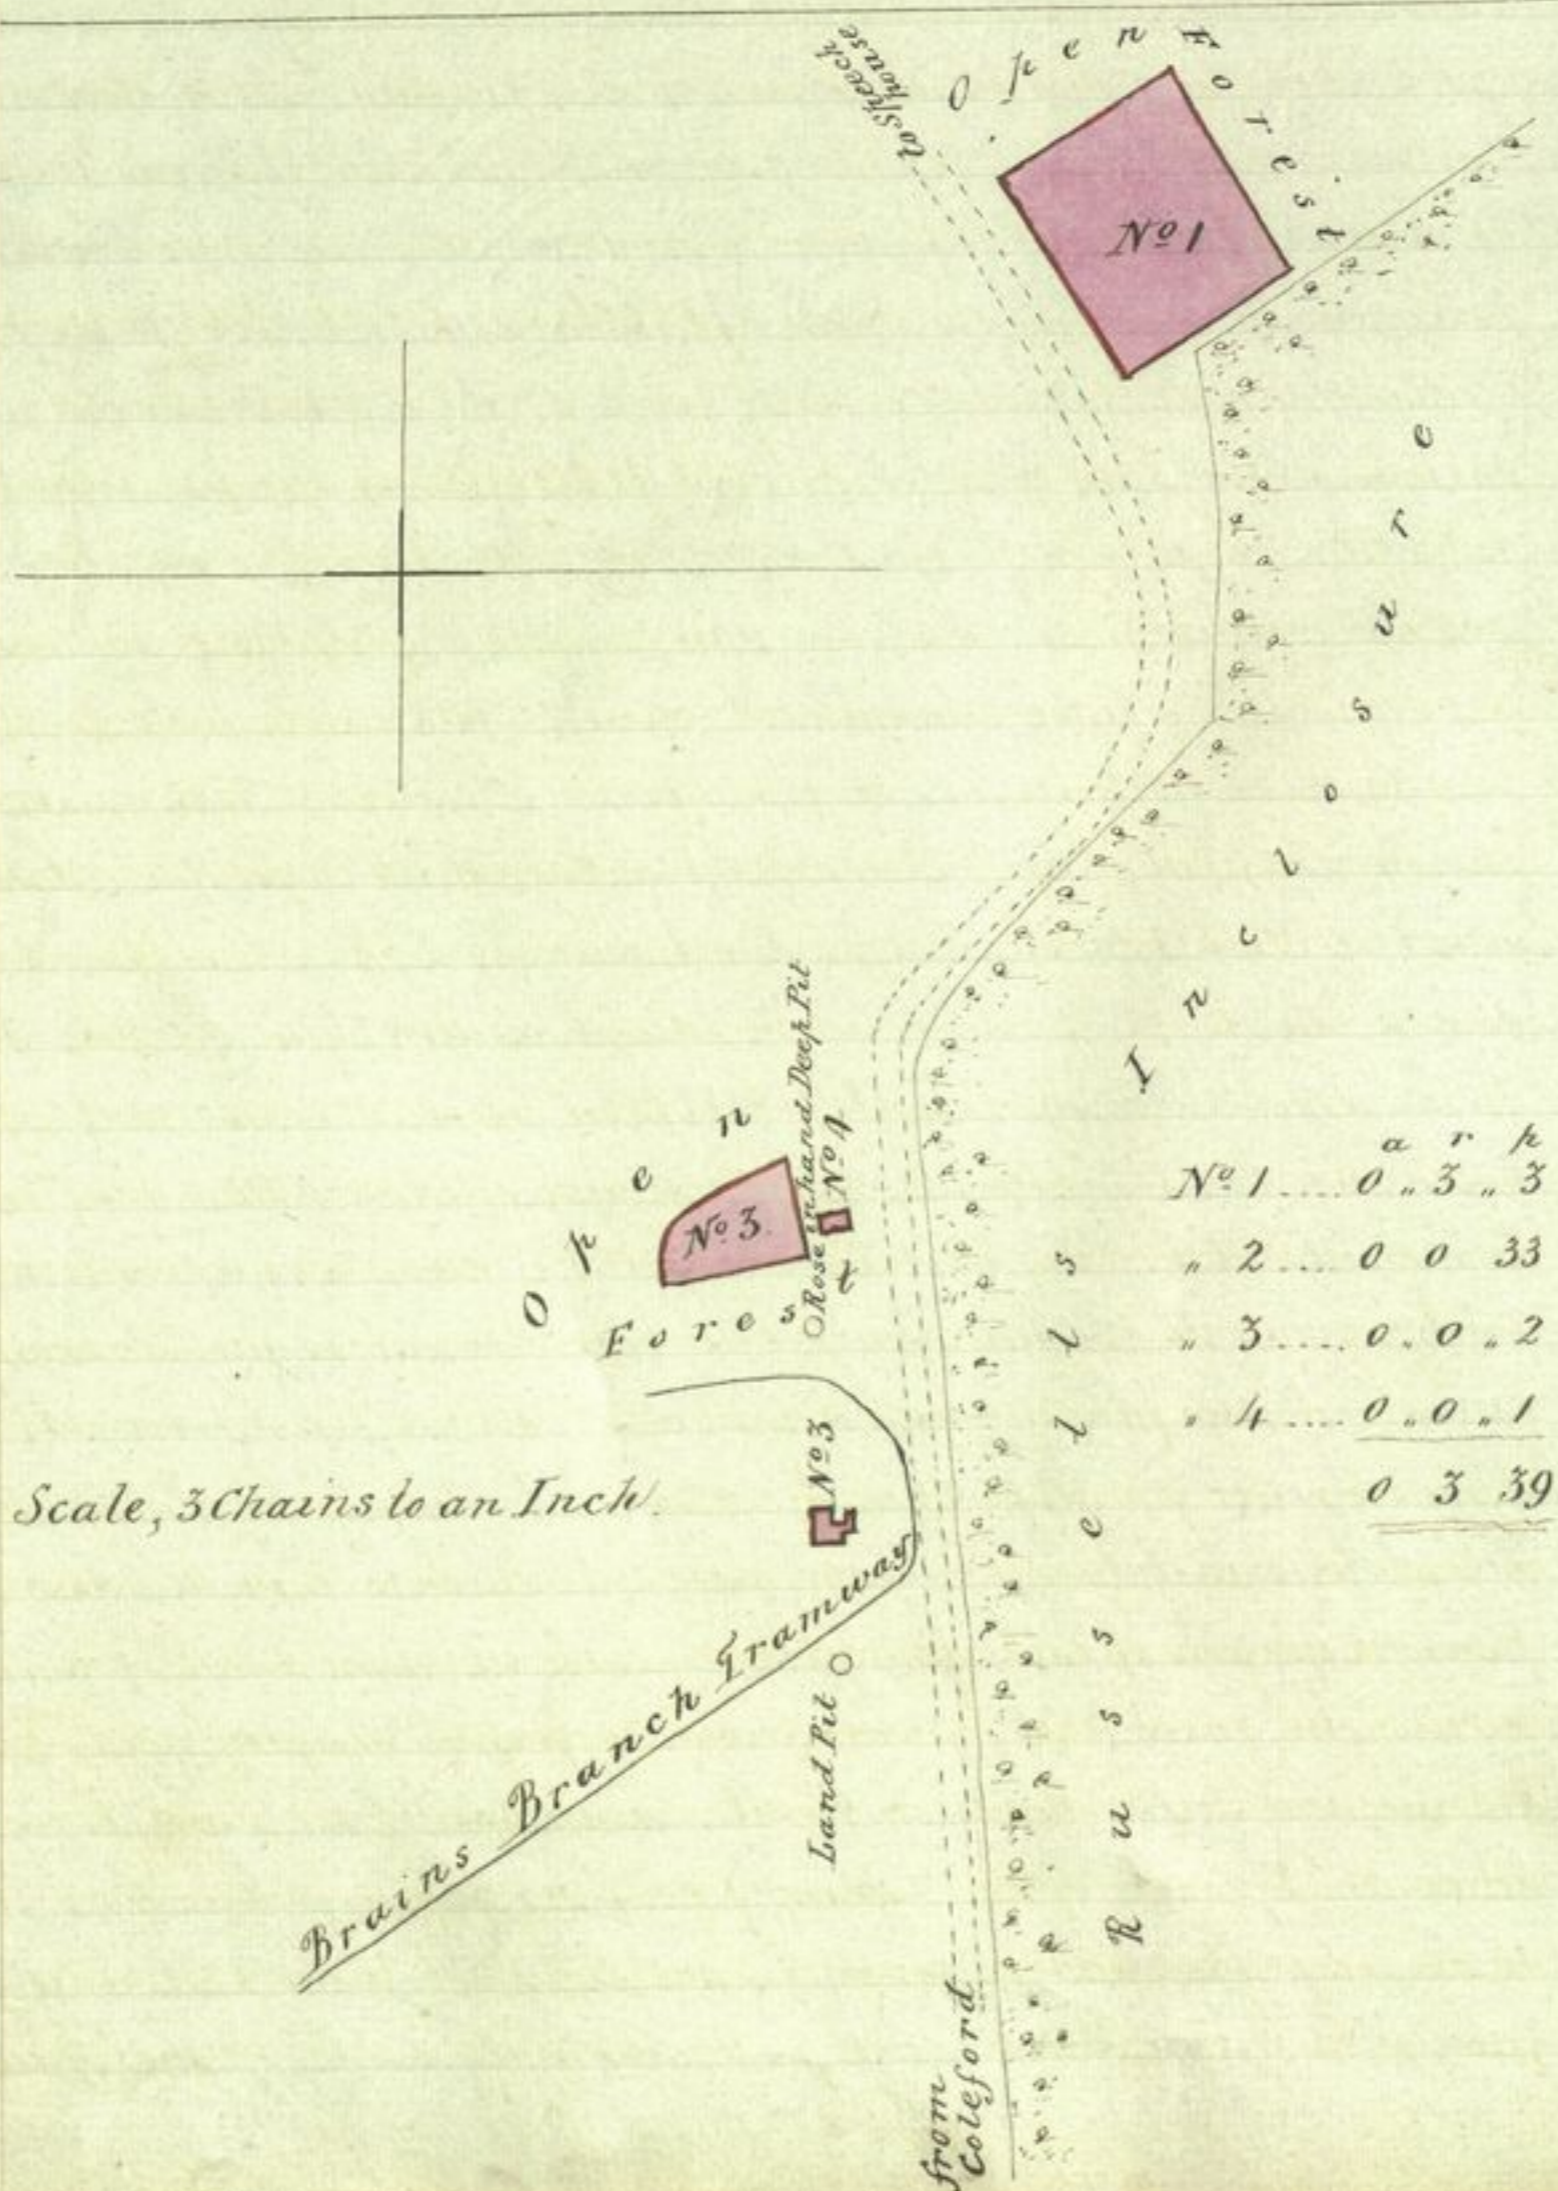 to Speech
house
Open Forest
No 1
Inclosure
Russells
Open
Forest
No 3
Rose in hand Deep Pit
No 4
No 3
Brains Branch Tramway
Land Pit
from
Coleford
Scale, 3 Chains to an Inch.
a r p
No 1 .... 0 „ 3 „ 3
„ 2 .... 0 0 33
„ 3 .... 0 „ 0 „ 2
„ 4 .... 0 „ 0 „ 1
0 3 39